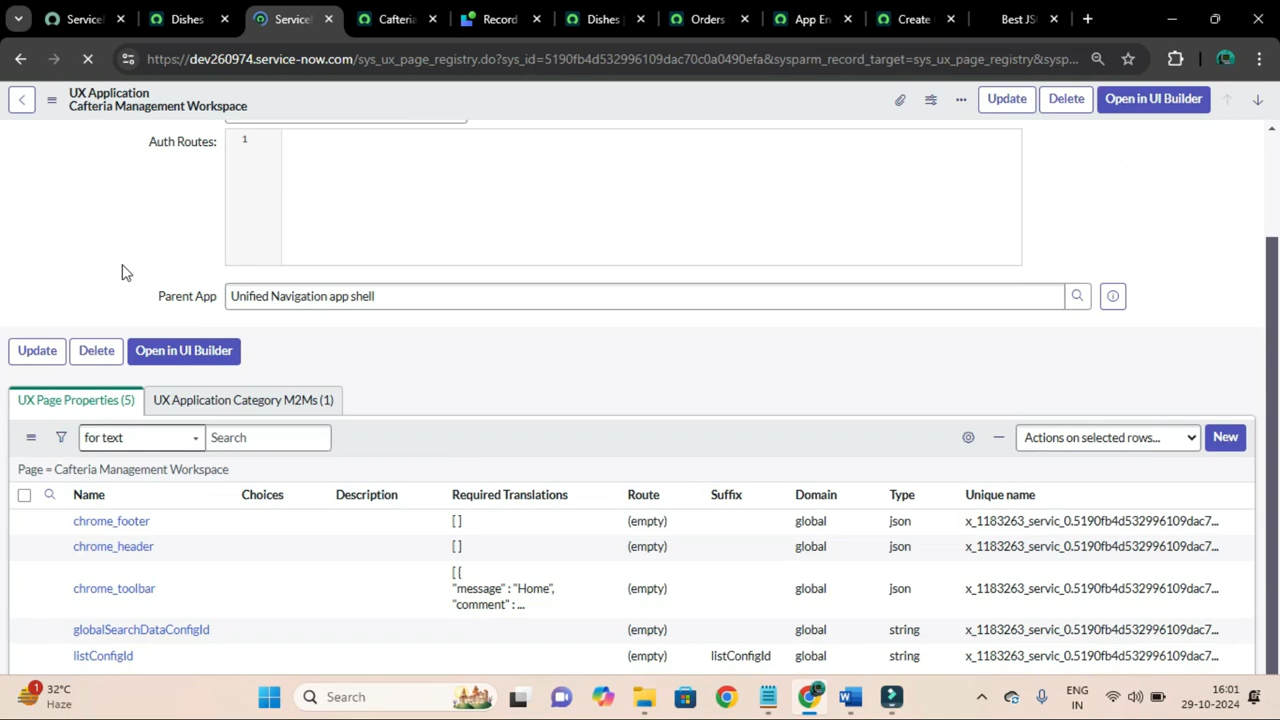 Service
Dishes
Service
Cafteria
Record
Dishes
Orders
App En
Create
Best JS
https://dev260974.service-now.com/sys_ux_page_registry.do?sys_id=5190fb4d532996109dac70c0a0490efa&sysparm_record_target=sys_ux_page_registry&sysp...
UX Application
Cafteria Management Workspace
Update
Delete
Open in UI Builder
Auth Routes:
1
Parent App
Unified Navigation app shell
Update
Delete
Open in UI Builder
UX Page Properties (5)
UX Application Category M2Ms (1)
for text
Search
Actions on selected rows...
New
Page = Cafteria Management Workspace
Name Choices Description Required Translations Route Suffix Domain Type Unique name
chrome_footer [ ] (empty) global json x_1183263_servic_0.5190fb4d532996109dac7...
chrome_header [ ] (empty) global json x_1183263_servic_0.5190fb4d532996109dac7...
chrome_toolbar [ { "message" : "Home", "comment" : ... (empty) global json x_1183263_servic_0.5190fb4d532996109dac7...
globalSearchDataConfigId (empty) global string x_1183263_servic_0.5190fb4d532996109dac7...
listConfigId (empty) listConfigId global string x_1183263_servic_0.5190fb4d532996109dac7...
1
32°C
Haze
Search
ENG
IN
16:01
29-10-2024